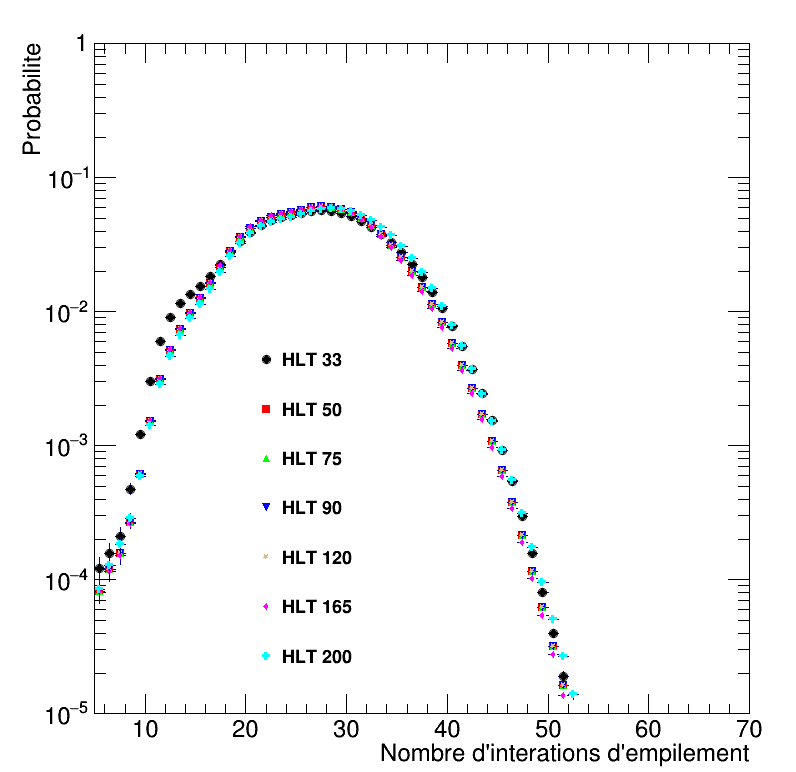 Probabilite
1
10⁻¹
10⁻²
10⁻³
10⁻⁴
10⁻⁵
HLT 33
HLT 50
HLT 75
HLT 90
HLT 120
HLT 165
HLT 200
10 20 30 40 50 60 70
Nombre d'interations d'empilement